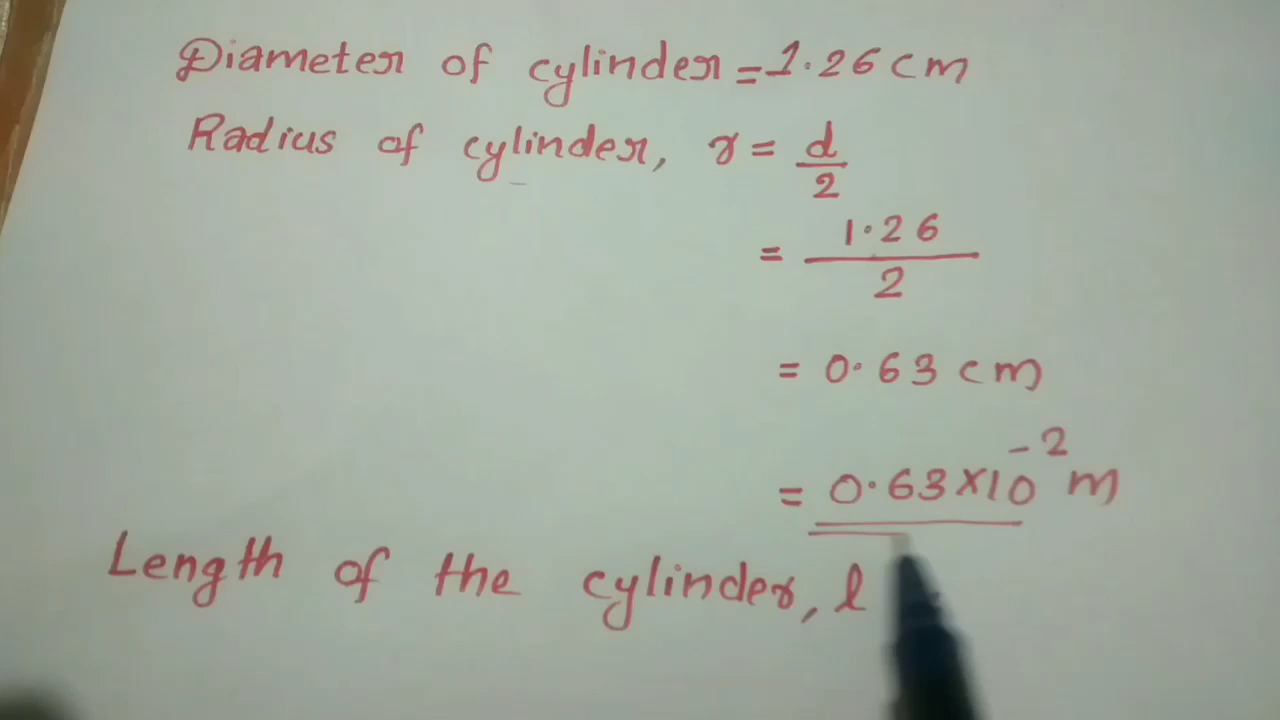 Diameter of cylinder = 1.26 cm
Radius of cylinder, r = d/2
= 1.26/2
= 0.63 cm
= 0.63×10⁻² m
Length of the cylinder, l